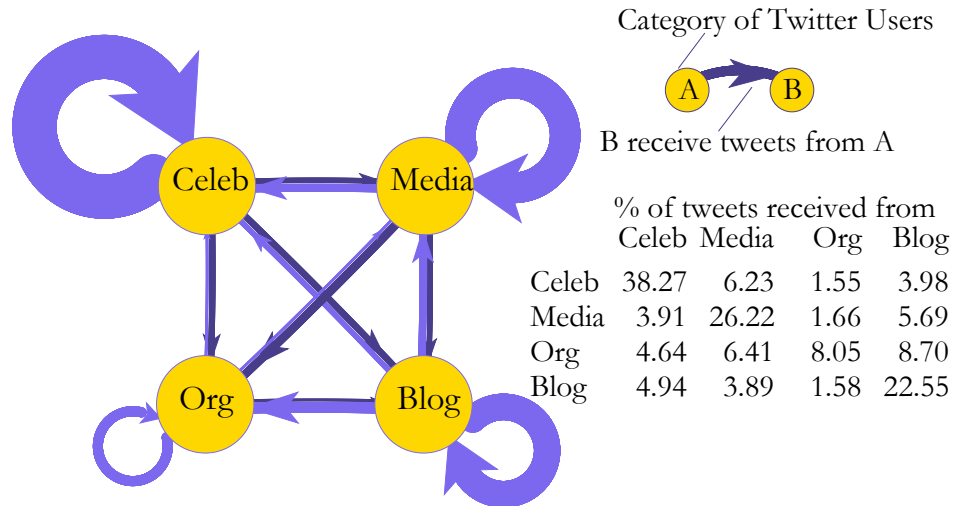 Category of Twitter Users
A B
B receive tweets from A
Celeb Media
Org Blog
% of tweets received from
Celeb Media Org Blog
Celeb 38.27 6.23 1.55 3.98
Media 3.91 26.22 1.66 5.69
Org 4.64 6.41 8.05 8.70
Blog 4.94 3.89 1.58 22.55